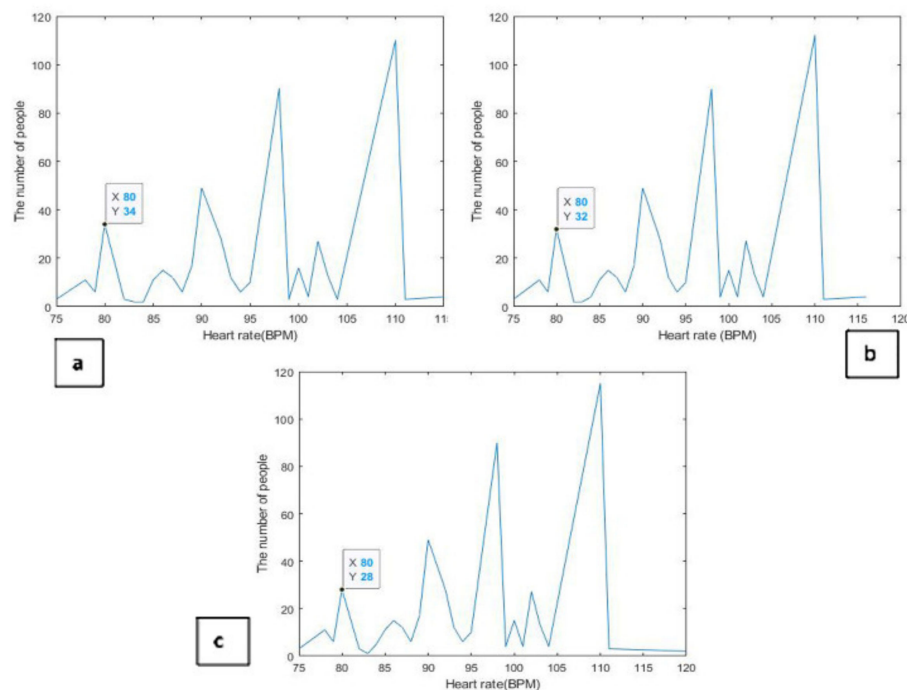 120
100
80
60
40
20
0
The number of people
X 80
Y 34
75 80 85 90 95 100 105 110 11
Heart rate(BPM)
a
120
100
80
60
40
20
0
The number of people
X 80
Y 32
75 80 85 90 95 100 105 110 115 120
Heart rate (BPM)
b
120
100
80
60
40
20
0
The number of people
X 80
Y 28
75 80 85 90 95 100 105 110 115 120
Heart rate(BPM)
c